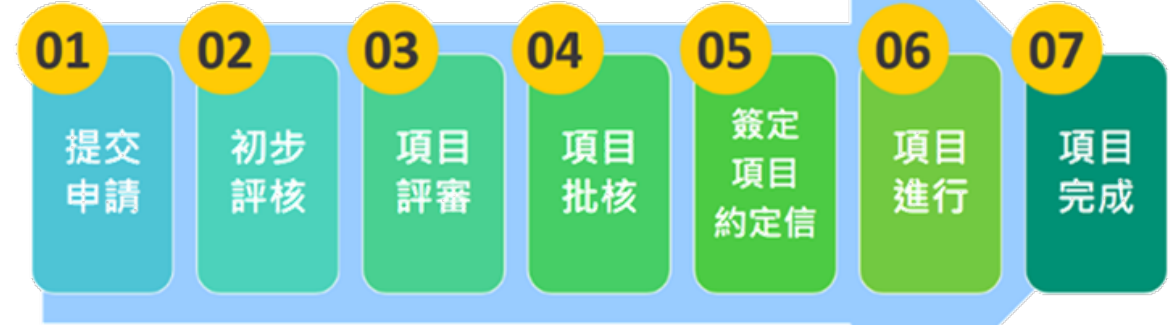 01
提交
申請
02
初步
評核
03
項目
評審
04
項目
批核
05
簽定
項目
約定信
06
項目
進行
07
項目
完成